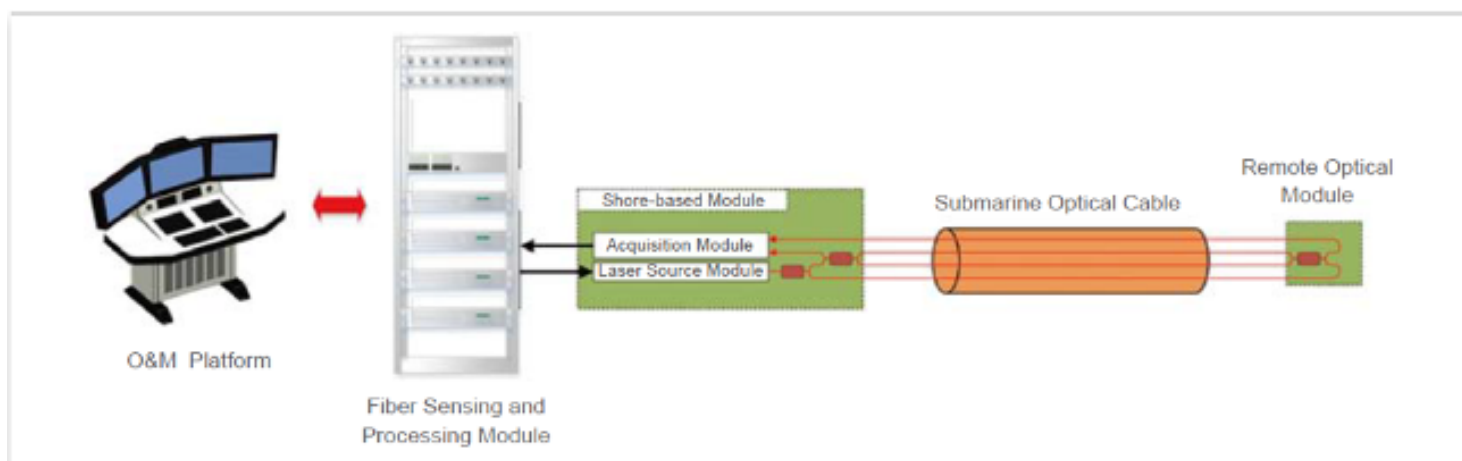 O&M Platform
Fiber Sensing and
Processing Module
Shore-based Module
Acquisition Module
Laser Source Module
Submarine Optical Cable
Remote Optical
Module